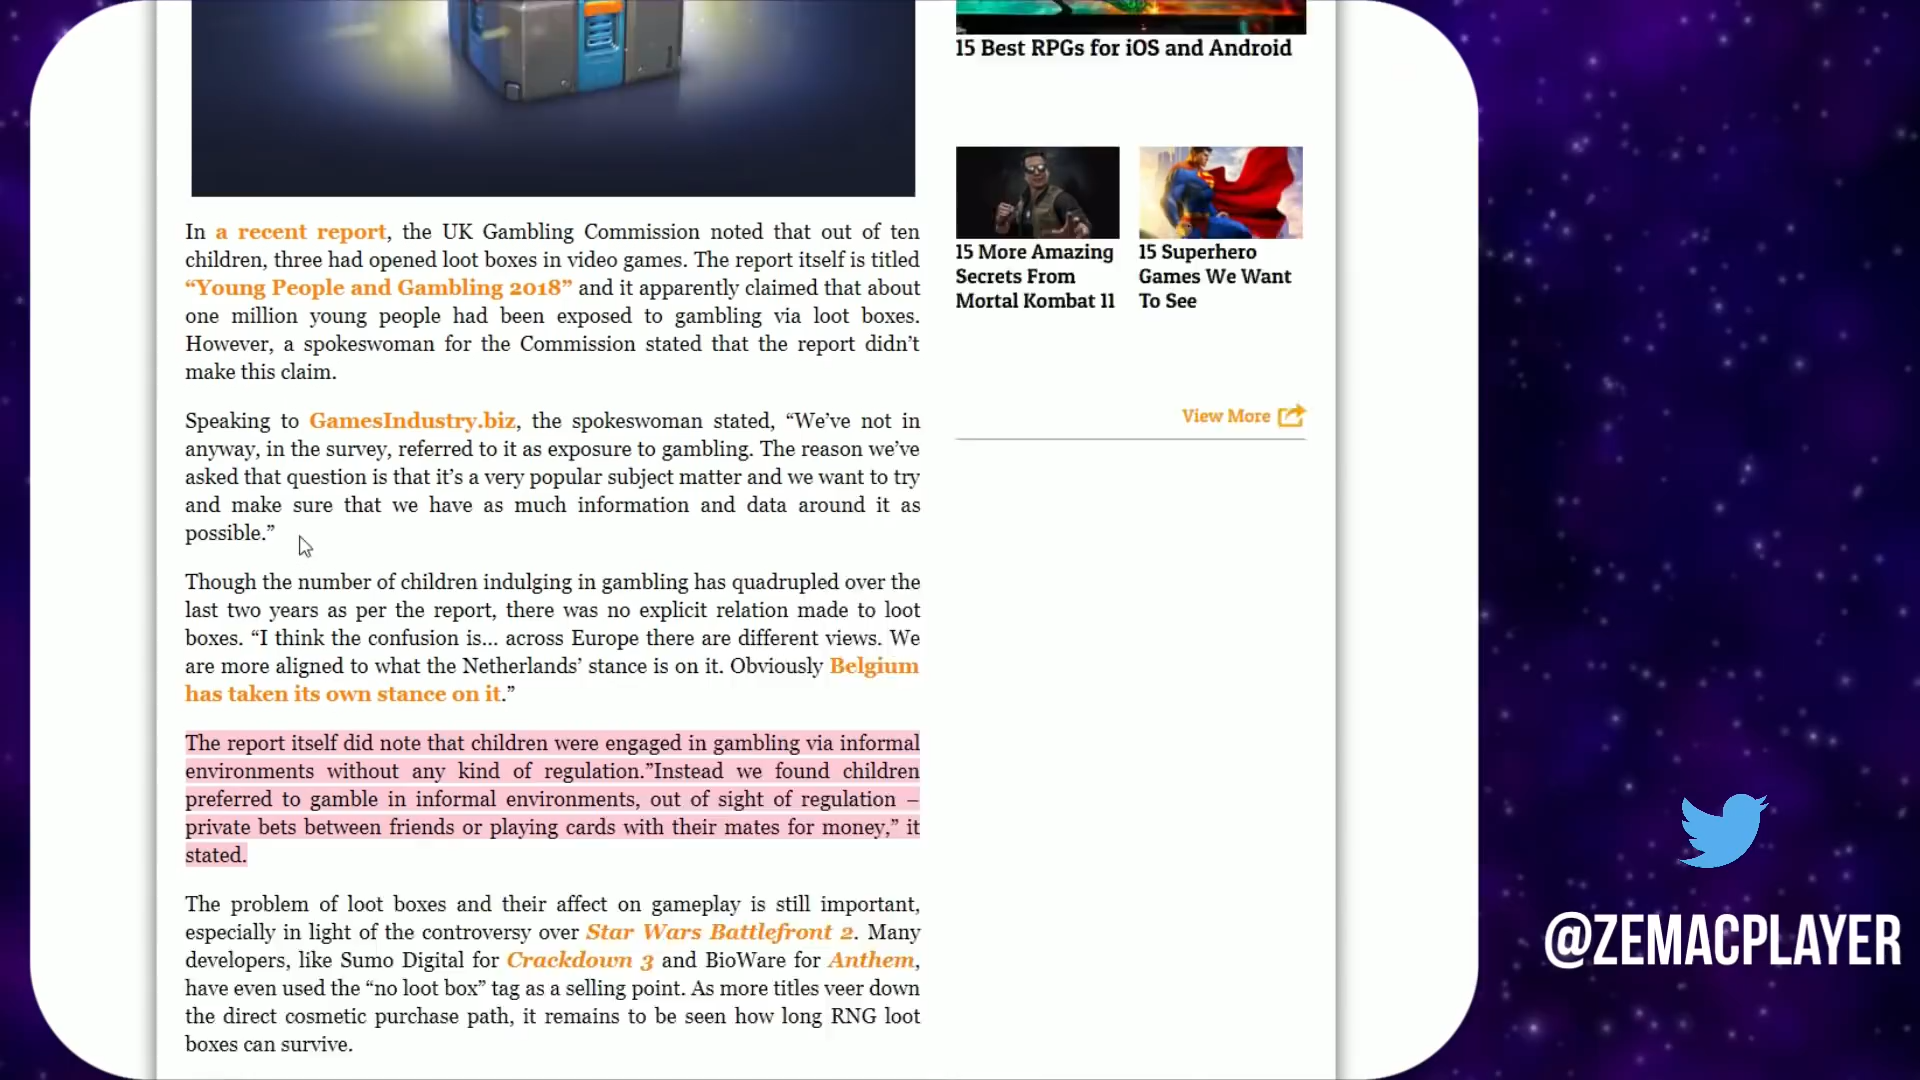 In a recent report, the UK Gambling Commission noted that out of ten
children, three had opened loot boxes in video games. The report itself is titled
“Young People and Gambling 2018” and it apparently claimed that about
one million young people had been exposed to gambling via loot boxes.
However, a spokeswoman for the Commission stated that the report didn’t
make this claim.
Speaking to GamesIndustry.biz, the spokeswoman stated, “We’ve not in
anyway, in the survey, referred to it as exposure to gambling. The reason we’ve
asked that question is that it’s a very popular subject matter and we want to try
and make sure that we have as much information and data around it as
possible.”
Though the number of children indulging in gambling has quadrupled over the
last two years as per the report, there was no explicit relation made to loot
boxes. “I think the confusion is… across Europe there are different views. We
are more aligned to what the Netherlands’ stance is on it. Obviously Belgium
has taken its own stance on it.”
The report itself did note that children were engaged in gambling via informal
environments without any kind of regulation.”Instead we found children
preferred to gamble in informal environments, out of sight of regulation –
private bets between friends or playing cards with their mates for money,” it
stated.
The problem of loot boxes and their affect on gameplay is still important,
especially in light of the controversy over Star Wars Battlefront 2. Many
developers, like Sumo Digital for Crackdown 3 and BioWare for Anthem,
have even used the “no loot box” tag as a selling point. As more titles veer down
the direct cosmetic purchase path, it remains to be seen how long RNG loot
boxes can survive.
15 Best RPGs for iOS and Android
15 More Amazing
Secrets From
Mortal Kombat 11
15 Superhero
Games We Want
To See
View More
@ZEMACPLAYER